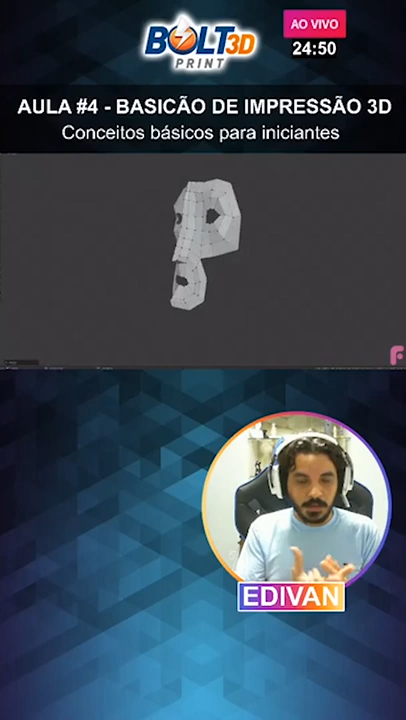 BOLT3D
PRINT
AO VIVO
24:50
AULA #4 - BASICÃO DE IMPRESSÃO 3D
Conceitos básicos para iniciantes
EDIVAN